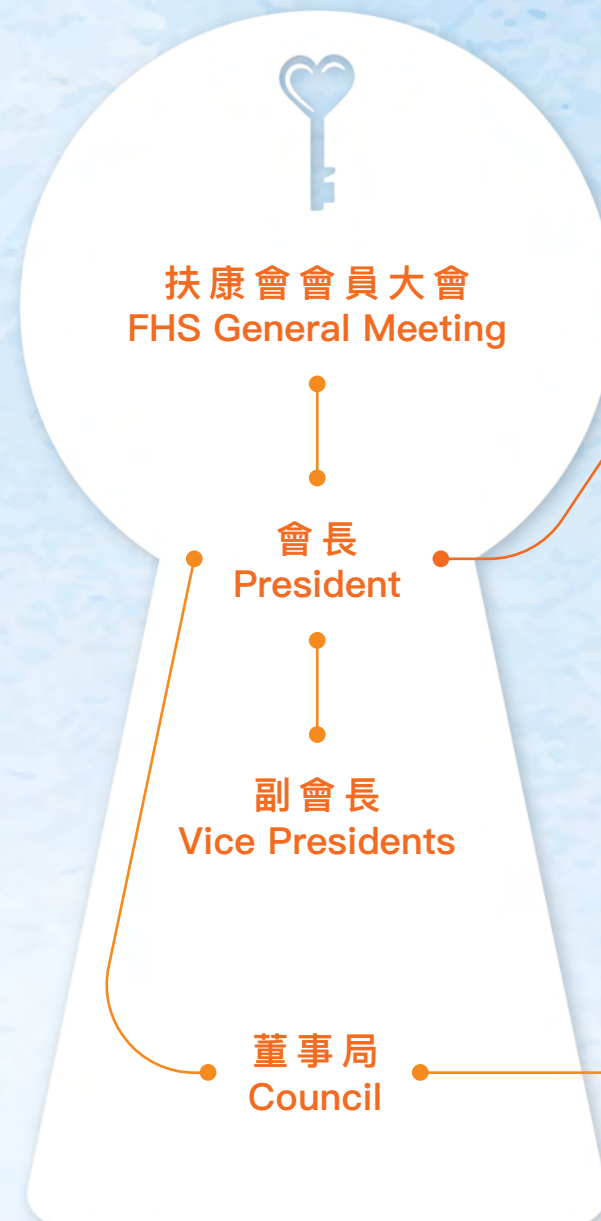 扶康會會員大會
FHS General Meeting
會長
President
副會長
Vice Presidents
董事局
Council